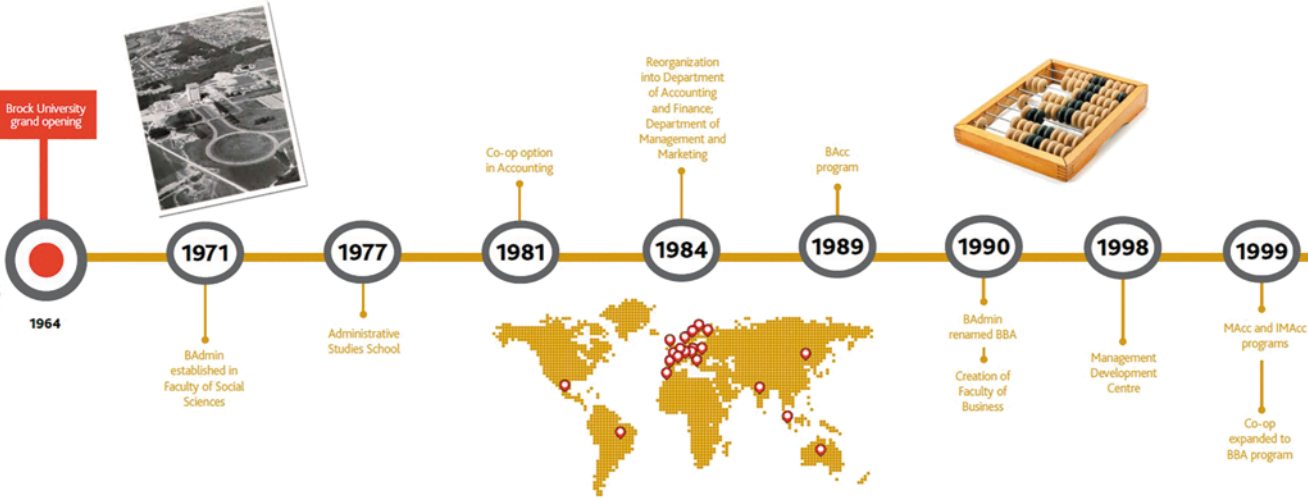 Brock University
grand opening
1964
1971
BAdmin
established in
Faculty of Social
Sciences
1977
Administrative
Studies School
Co-op option
in Accounting
1981
Reorganization
into Department
of Accounting
and Finance;
Department of
Management and
Marketing
1984
BAcc
program
1989
1990
BAdmin
renamed BBA
Creation of
Faculty of
Business
1998
Management
Development
Centre
1999
MAcc and IMAcc
programs
Co-op
expanded to
BBA program